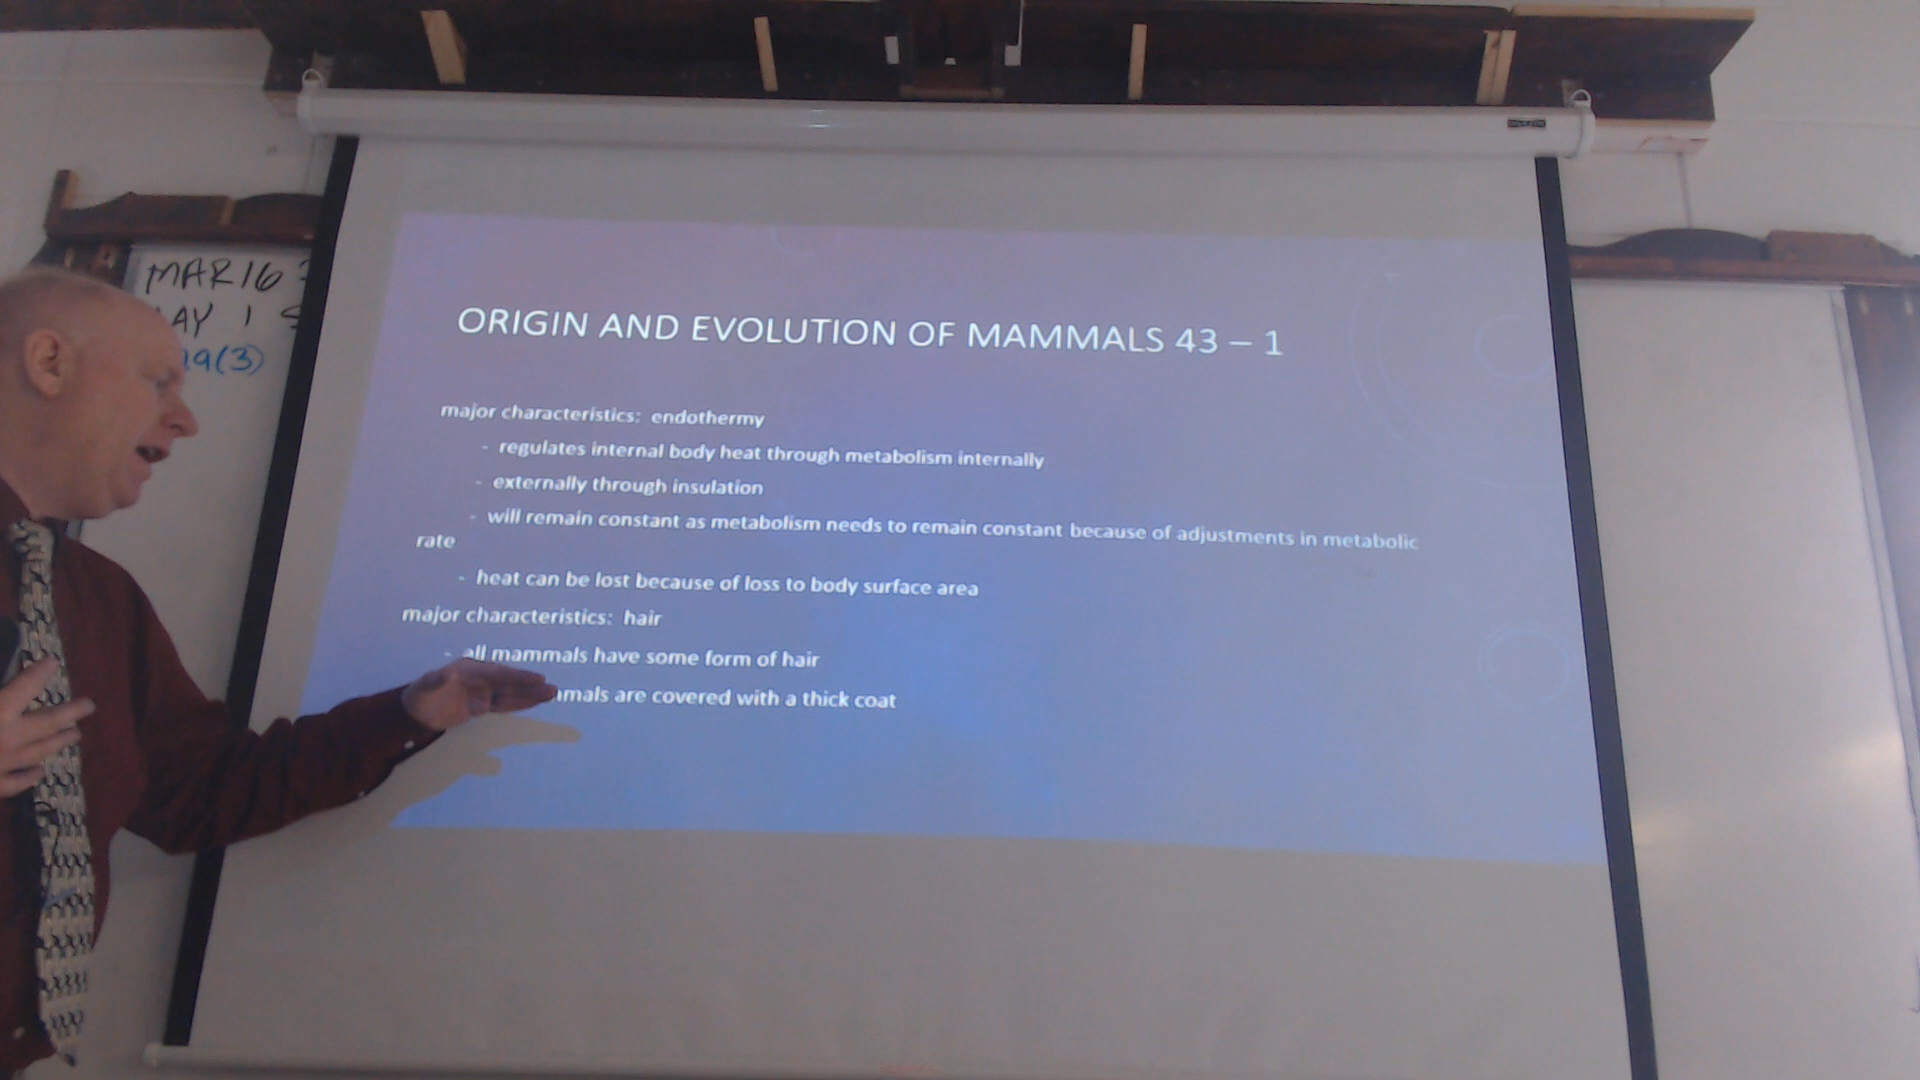 MAR 16
AY 1
9(3)
ORIGIN AND EVOLUTION OF MAMMALS 43 – 1
major characteristics: endothermy
- regulates internal body heat through metabolism internally
- externally through insulation
- will remain constant as metabolism needs to remain constant because of adjustments in metabolic
rate
- heat can be lost because of loss to body surface area
major characteristics: hair
- all mammals have some form of hair
mals are covered with a thick coat